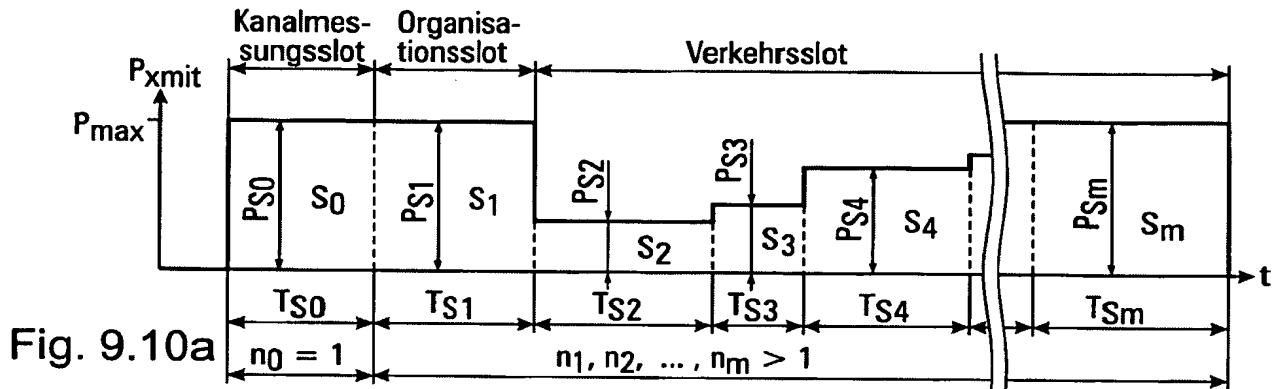 Kanalmes-
sungsslot
Organisa-
tionsslot
Verkehrsslot
Pxmit
Pmax
PS0
S0
PS1
S1
PS2
S2
PS3
S3
PS4
S4
PSm
Sm
t
TS0
TS1
TS2
TS3
TS4
TSm
Fig. 9.10a
n0 = 1
n1, n2, ... , nm > 1